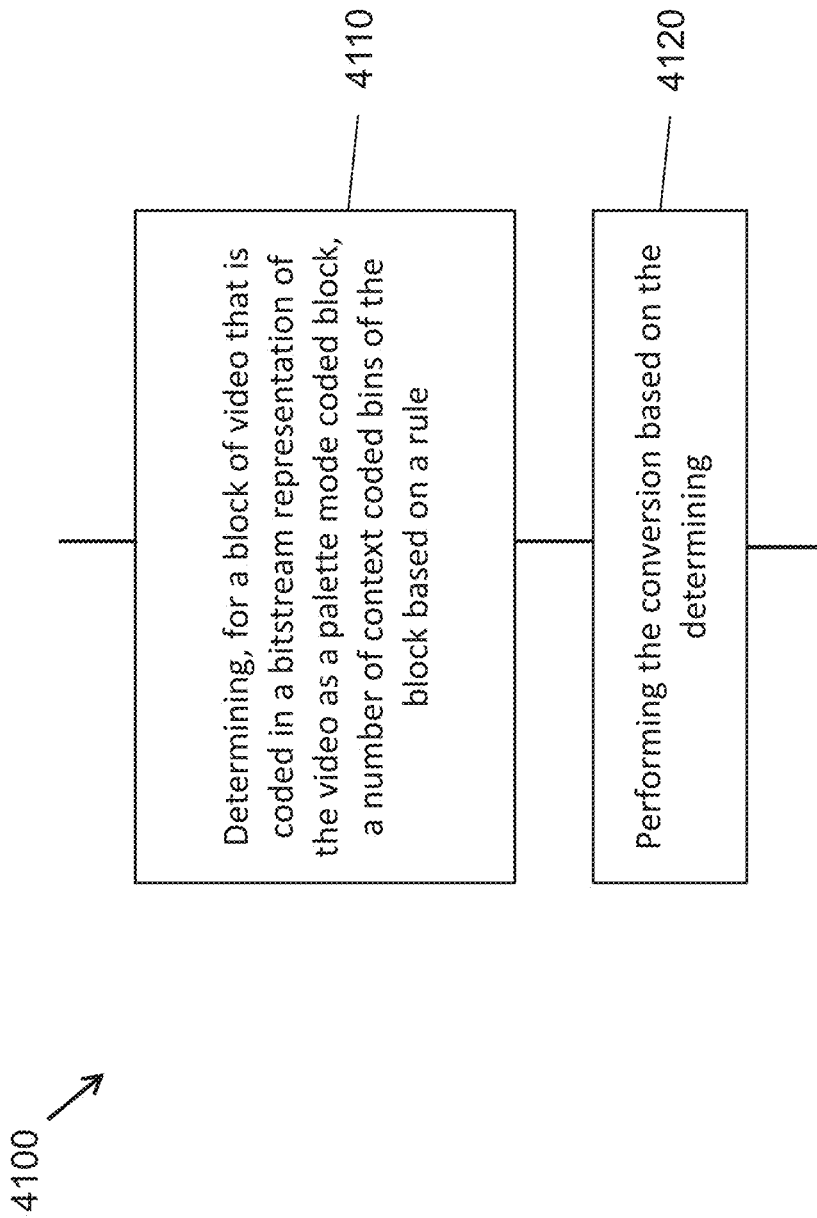 4100
Determining, for a block of video that is
coded in a bitstream representation of
the video as a palette mode coded block,
a number of context coded bins of the
block based on a rule
4110
Performing the conversion based on the
determining
4120